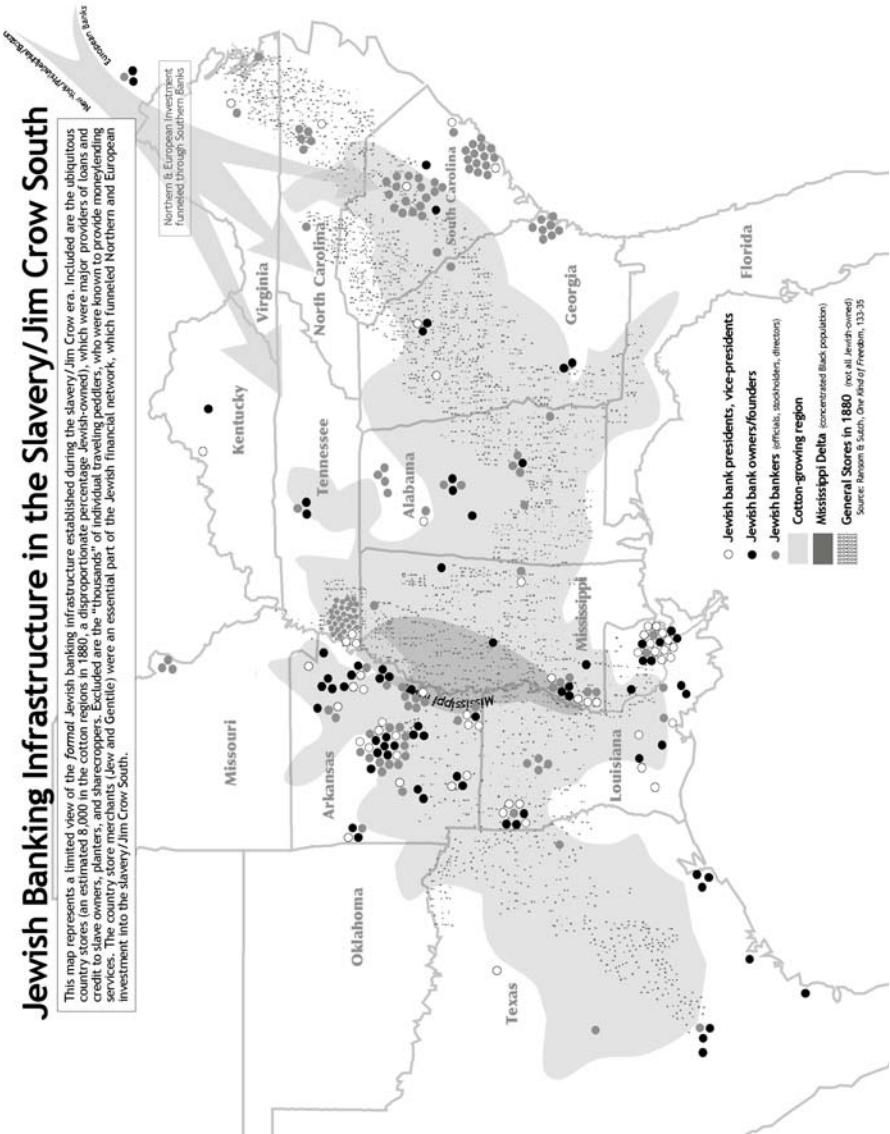 Jewish Banking Infrastructure in the Slavery/Jim Crow South
This map represents a limited view of the formal Jewish banking infrastructure established during the slavery/Jim Crow era. Included are the ubiquitous
country stores (an estimated 8,000 in the cotton regions in 1880, a disproportionate percentage Jewish-owned), which were major providers of loans and
credit to slave owners, planters, and sharecroppers. Excluded are the "thousands" of individual traveling peddlers, who were known to provide moneylending
services. The country store merchants (Jew and Gentile) were an essential part of the Jewish financial network, which funneled Northern and European
investment into the slavery/Jim Crow South.
New York/Philadelphia/Boston
European Banks
Northern & European Investment
funneled through Southern Banks
Missouri
Kentucky
Virginia
Oklahoma
Arkansas
Tennessee
North Carolina
South Carolina
Texas
Louisiana
Mississippi
Mississippi
Alabama
Georgia
Florida
Jewish bank presidents, vice-presidents
Jewish bank owners/founders
Jewish bankers (officials, stockholders, directors)
Cotton-growing region
Mississippi Delta (concentrated Black population)
General Stores in 1880 (not all Jewish-owned)
Source: Ransom & Sutch, One Kind of Freedom, 133-35